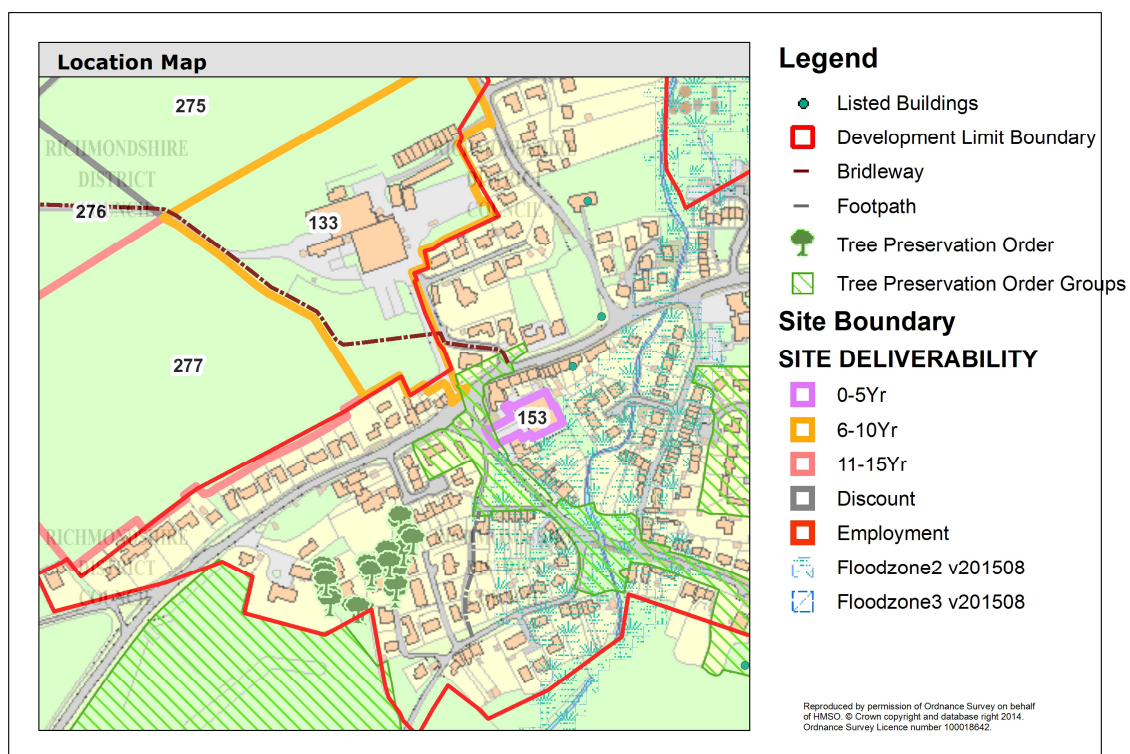 Location Map
275
RICHMONDSHIRE
DISTRICT
COUNCIL
276
133
277
153
RICHMONDSHIRE
DISTRICT
COUNCIL
Legend
Listed Buildings
Development Limit Boundary
Bridleway
Footpath
Tree Preservation Order
Tree Preservation Order Groups
Site Boundary
SITE DELIVERABILITY
0-5Yr
6-10Yr
11-15Yr
Discount
Employment
Floodzone2 v201508
Floodzone3 v201508
Reproduced by permission of Ordnance Survey on behalf
of HMSO. © Crown copyright and database right 2014.
Ordnance Survey Licence number 100018642.